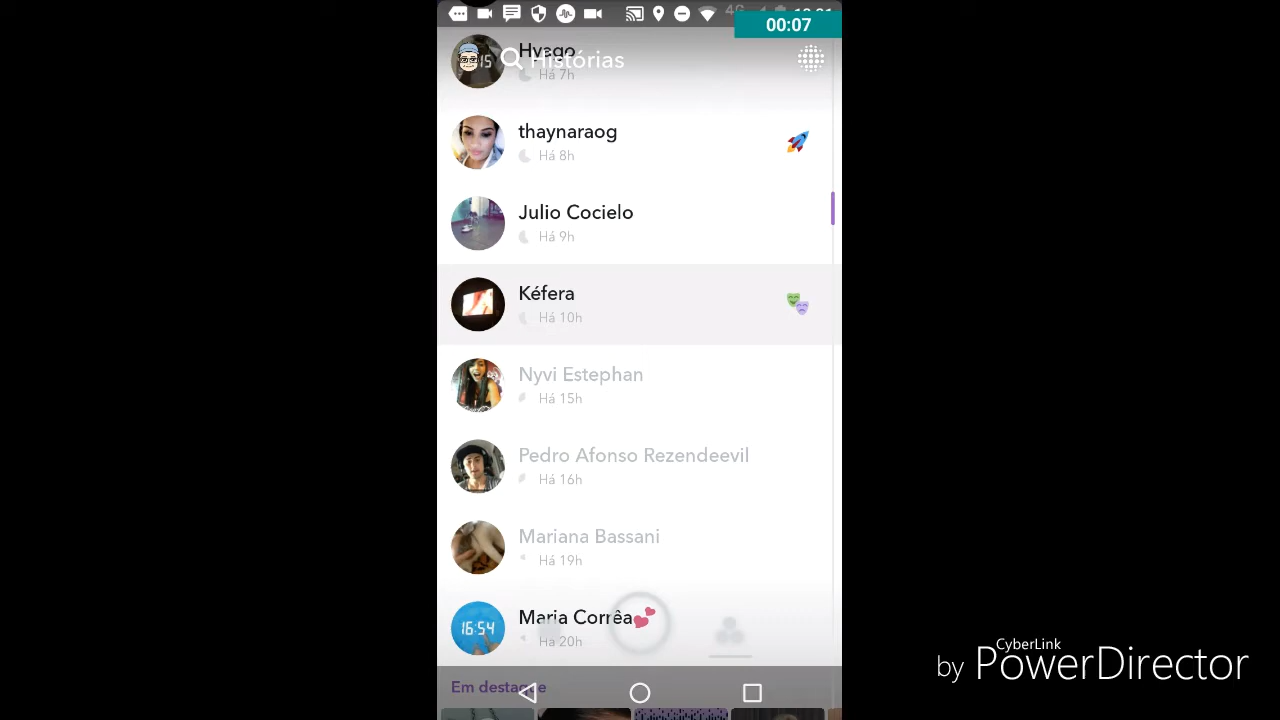 4G
00:07
Hyago
Histórias
Há 7h
thaynaraog
Há 8h
Julio Cocielo
Há 9h
Kéfera
Há 10h
Nyvi Estephan
Há 15h
Pedro Afonso Rezendeevil
Há 16h
Mariana Bassani
Há 19h
Maria Corrêa
16:54
Há 20h
Em destaque
CyberLink
by PowerDirector